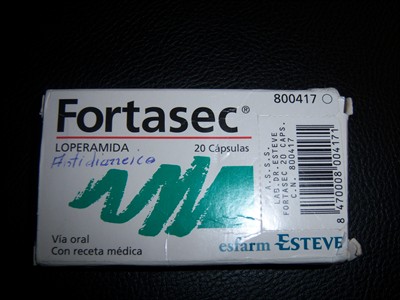 800417
Fortasec®
LOPERAMIDA 20 Cápsulas
Antidiarreico
A.S.S.S.
LAB.DR.ESTEVE
FORTASEC 20 CAPS.
C.N. 800417
8 470008 004171
Vía oral
Con receta médica
esfarm ESTEVE